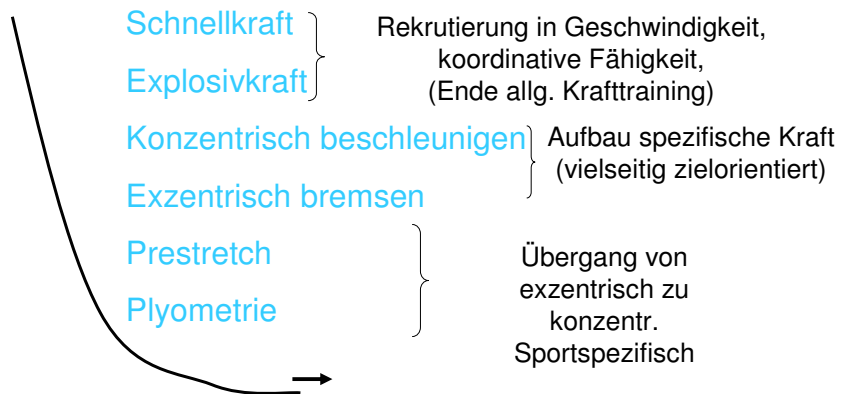 Schnellkraft
Explosivkraft
Rekrutierung in Geschwindigkeit,
koordinative Fähigkeit,
(Ende allg. Krafttraining)
Konzentrisch beschleunigen
Exzentrisch bremsen
Aufbau spezifische Kraft
(vielseitig zielorientiert)
Prestretch
Plyometrie
Übergang von
exzentrisch zu
konzentr.
Sportspezifisch